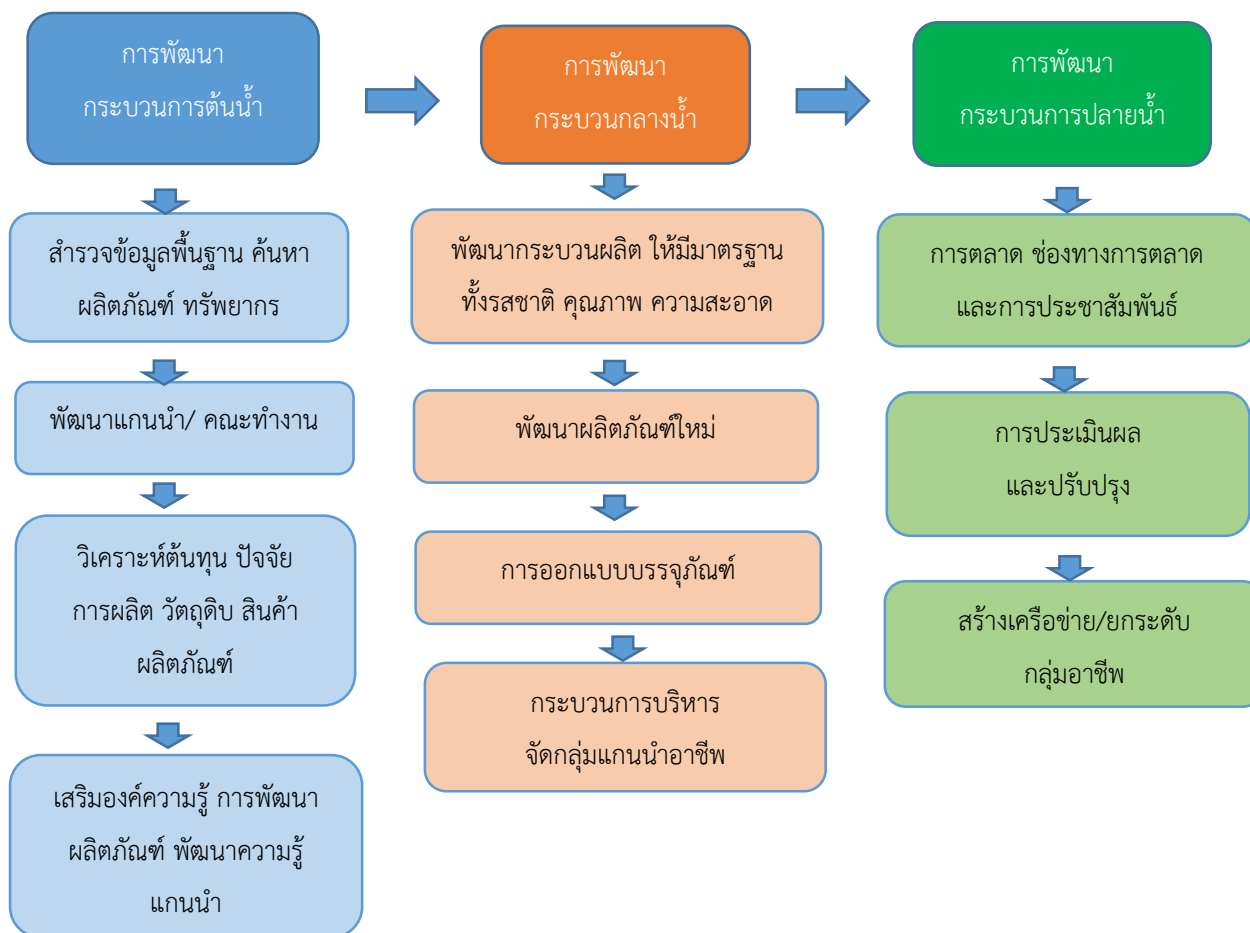 การพัฒนา
กระบวนการต้นน้ำ
การพัฒนา
กระบวนกลางน้ำ
การพัฒนา
กระบวนการปลายน้ำ
สำรวจข้อมูลพื้นฐาน ค้นหา
ผลิตภัณฑ์ ทรัพยากร
พัฒนาแกนนำ/ คณะทำงาน
วิเคราะห์ต้นทุน ปัจจัย
การผลิต วัตถุดิบ สินค้า
ผลิตภัณฑ์
เสริมองค์ความรู้ การพัฒนา
ผลิตภัณฑ์ พัฒนาความรู้
แกนนำ
พัฒนากระบวนผลิต ให้มีมาตรฐาน
ทั้งรสชาติ คุณภาพ ความสะอาด
พัฒนาผลิตภัณฑ์ใหม่
การออกแบบบรรจุภัณฑ์
กระบวนการบริหาร
จัดกลุ่มแกนนำอาชีพ
การตลาด ช่องทางการตลาด
และการประชาสัมพันธ์
การประเมินผล
และปรับปรุง
สร้างเครือข่าย/ยกระดับ
กลุ่มอาชีพ